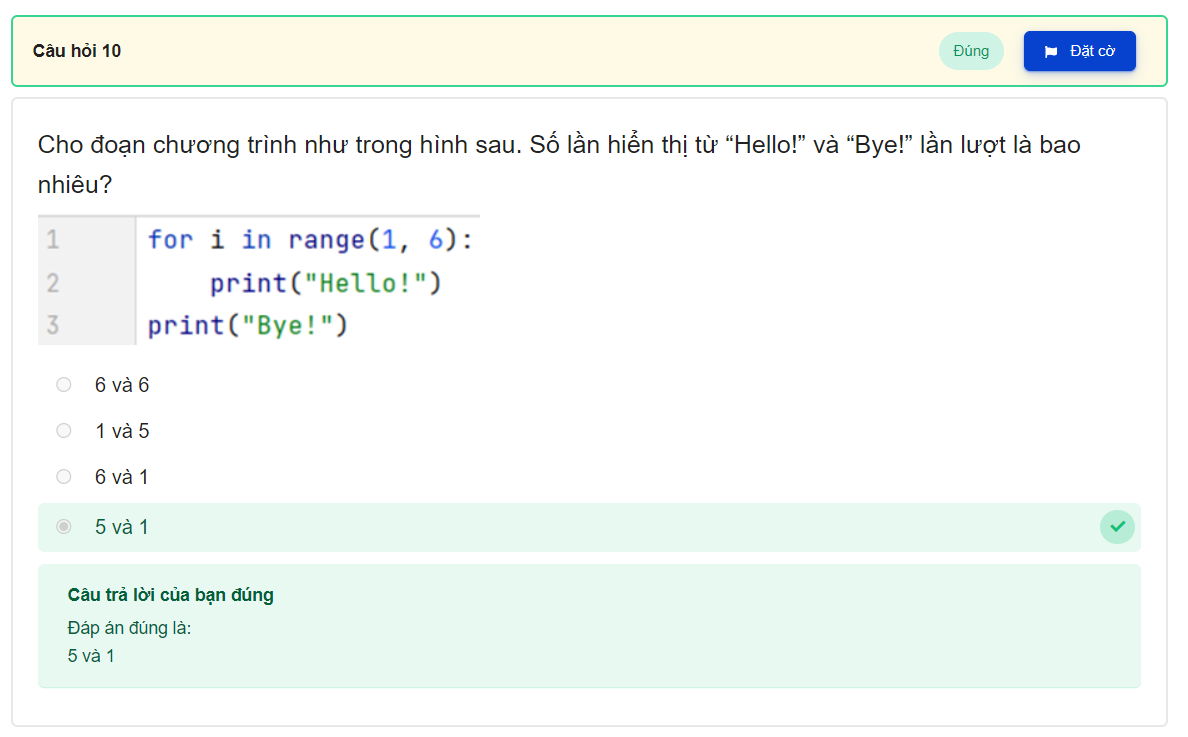 Câu hỏi 10
Đúng
Đặt cờ
Cho đoạn chương trình như trong hình sau. Số lần hiển thị từ “Hello!” và “Bye!” lần lượt là bao
nhiêu?
1 for i in range(1, 6):
2     print("Hello!")
3 print("Bye!")
6 và 6
1 và 5
6 và 1
5 và 1
Câu trả lời của bạn đúng
Đáp án đúng là:
5 và 1